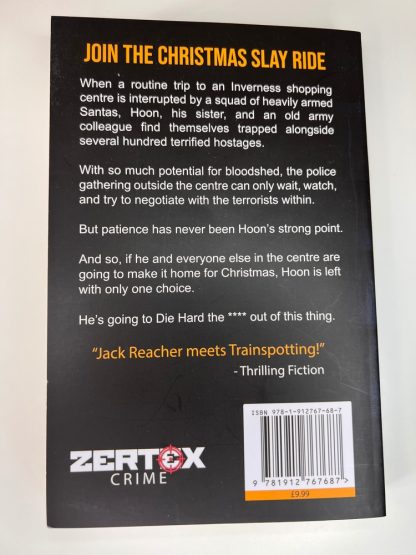 JOIN THE CHRISTMAS SLAY RIDE
When a routine trip to an Inverness shopping
centre is interrupted by a squad of heavily armed
Santas, Hoon, his sister, and an old army
colleague find themselves trapped alongside
several hundred terrified hostages.
With so much potential for bloodshed, the police
gathering outside the centre can only wait, watch,
and try to negotiate with the terrorists within.
But patience has never been Hoon's strong point.
And so, if he and everyone else in the centre are
going to make it home for Christmas, Hoon is left
with only one choice.
He's going to Die Hard the **** out of this thing.
“Jack Reacher meets Trainspotting!”
- Thrilling Fiction
ISBN 978-1-912767-68-7
9 781912 767687 >
£9.99
ZERTEX
CRIME